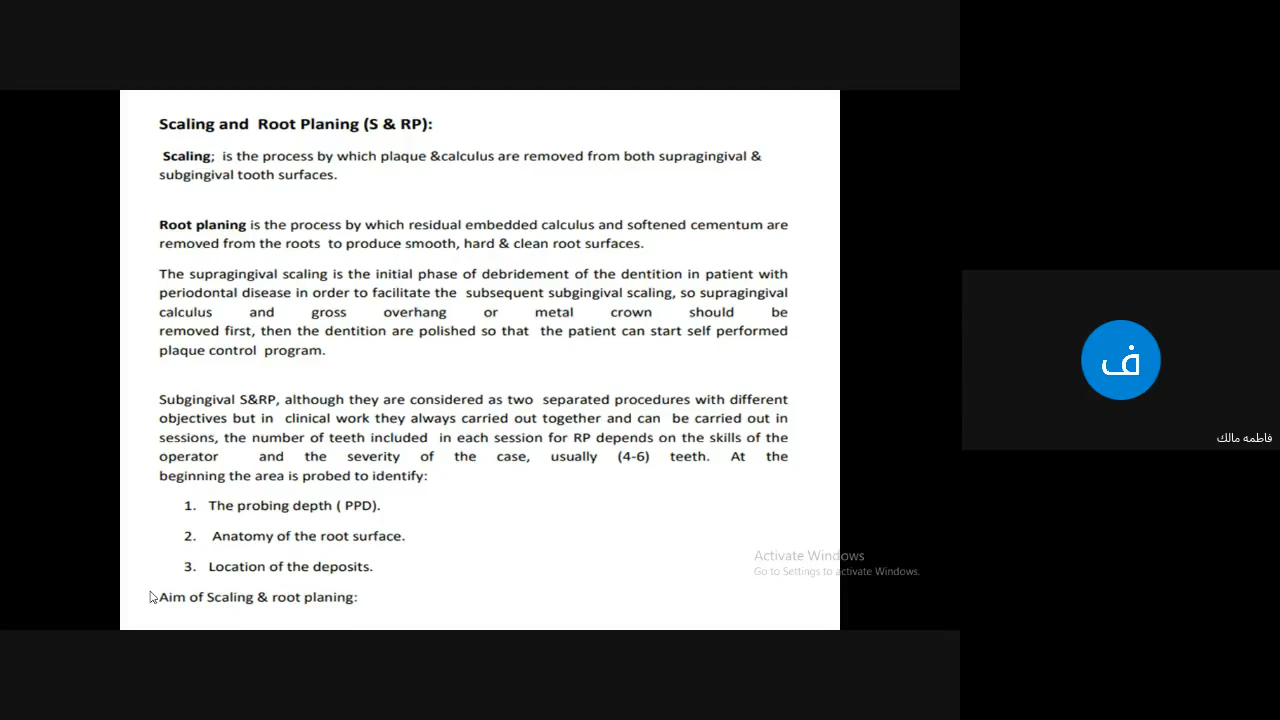 Scaling and Root Planing (S & RP):
Scaling; is the process by which plaque &calculus are removed from both supragingival &
subgingival tooth surfaces.
Root planing is the process by which residual embedded calculus and softened cementum are
removed from the roots to produce smooth, hard & clean root surfaces.
The supragingival scaling is the initial phase of debridement of the dentition in patient with
periodontal disease in order to facilitate the subsequent subgingival scaling, so supragingival
calculus and gross overhang or metal crown should be
removed first, then the dentition are polished so that the patient can start self performed
plaque control program.
Subgingival S&RP, although they are considered as two separated procedures with different
objectives but in clinical work they always carried out together and can be carried out in
sessions, the number of teeth included in each session for RP depends on the skills of the
operator and the severity of the case, usually (4-6) teeth. At the
beginning the area is probed to identify:
1. The probing depth ( PPD).
2. Anatomy of the root surface.
3. Location of the deposits.
Aim of Scaling & root planing:
Activate Windows
Go to Settings to activate Windows.
ف
فاطمه مالك